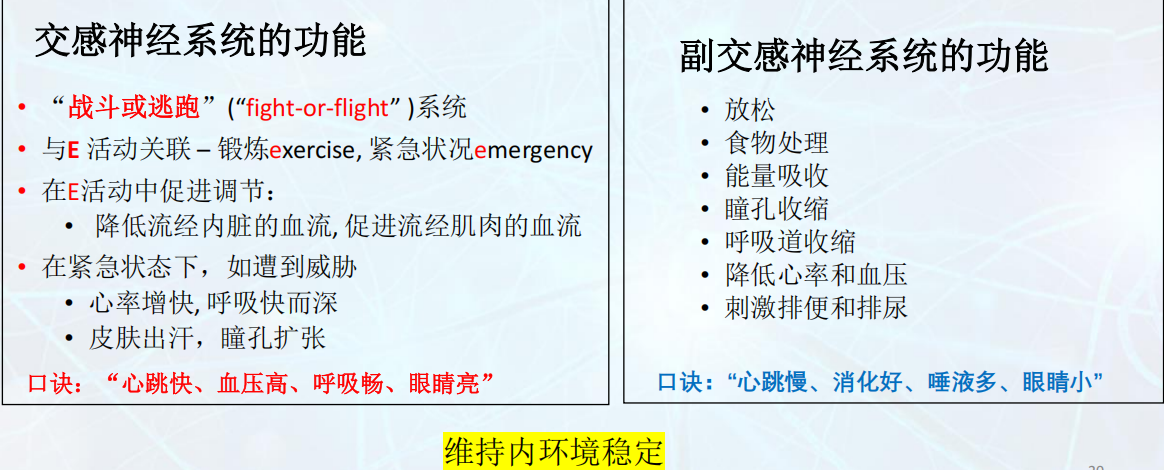 交感神经系统的功能
• “战斗或逃跑”(“fight-or-flight” )系统
• 与E 活动关联 – 锻炼exercise, 紧急状况emergency
• 在E活动中促进调节：
• 降低流经内脏的血流, 促进流经肌肉的血流
• 在紧急状态下，如遭到威胁
• 心率增快, 呼吸快而深
• 皮肤出汗，瞳孔扩张
口诀：“心跳快、血压高、呼吸畅、眼睛亮”
副交感神经系统的功能
• 放松
• 食物处理
• 能量吸收
• 瞳孔收缩
• 呼吸道收缩
• 降低心率和血压
• 刺激排便和排尿
口诀：“心跳慢、消化好、唾液多、眼睛小”
维持内环境稳定